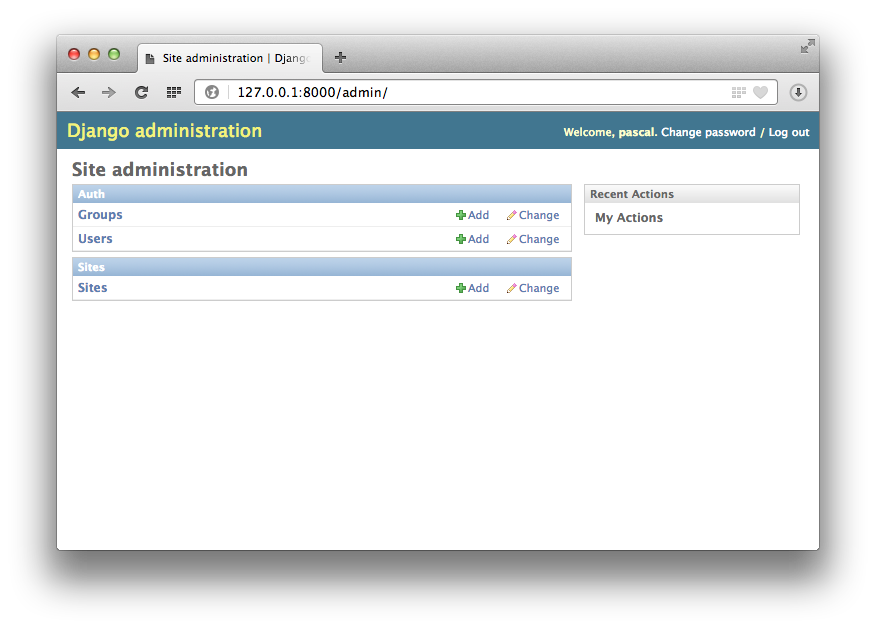 Site administration | Djang
127.0.0.1:8000/admin/
Django administration
Welcome, pascal. Change password / Log out
Site administration
Auth
Groups Add Change
Users Add Change
Sites
Sites Add Change
Recent Actions
My Actions